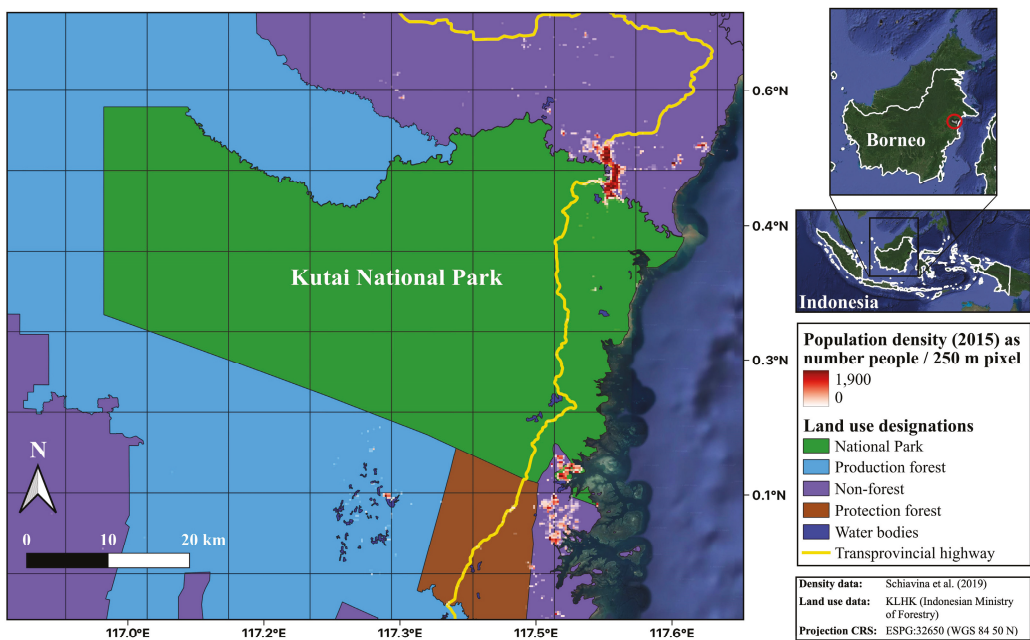 Kutai National Park
N
0 10 20 km
117.0°E 117.2°E 117.3°E 117.5°E 117.6°E
0.6°N
0.4°N
0.3°N
0.1°N
Borneo
Indonesia
Population density (2015) as
number people / 250 m pixel
1,900
0
Land use designations
National Park
Production forest
Non-forest
Protection forest
Water bodies
Transprovincial highway
Density data: Schiavina et al. (2019)
Land use data: KLHK (Indonesian Ministry
of Forestry)
Projection CRS: ESPG:32650 (WGS 84 50 N)